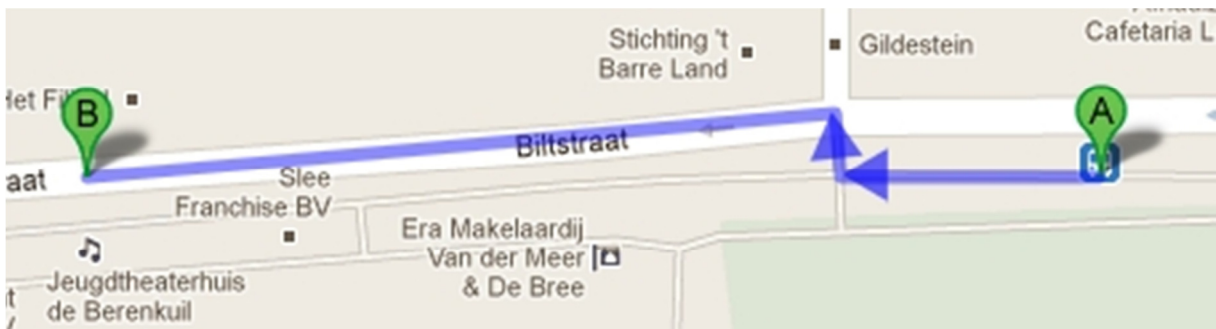 Cafetaria L
Stichting 't
Barre Land
Gildestein
A
B
Het
Biltstraat
aat
Slee
Franchise BV
Era Makelaardij
Van der Meer
& De Bree
Jeugdtheaterhuis
de Berenkuil
t